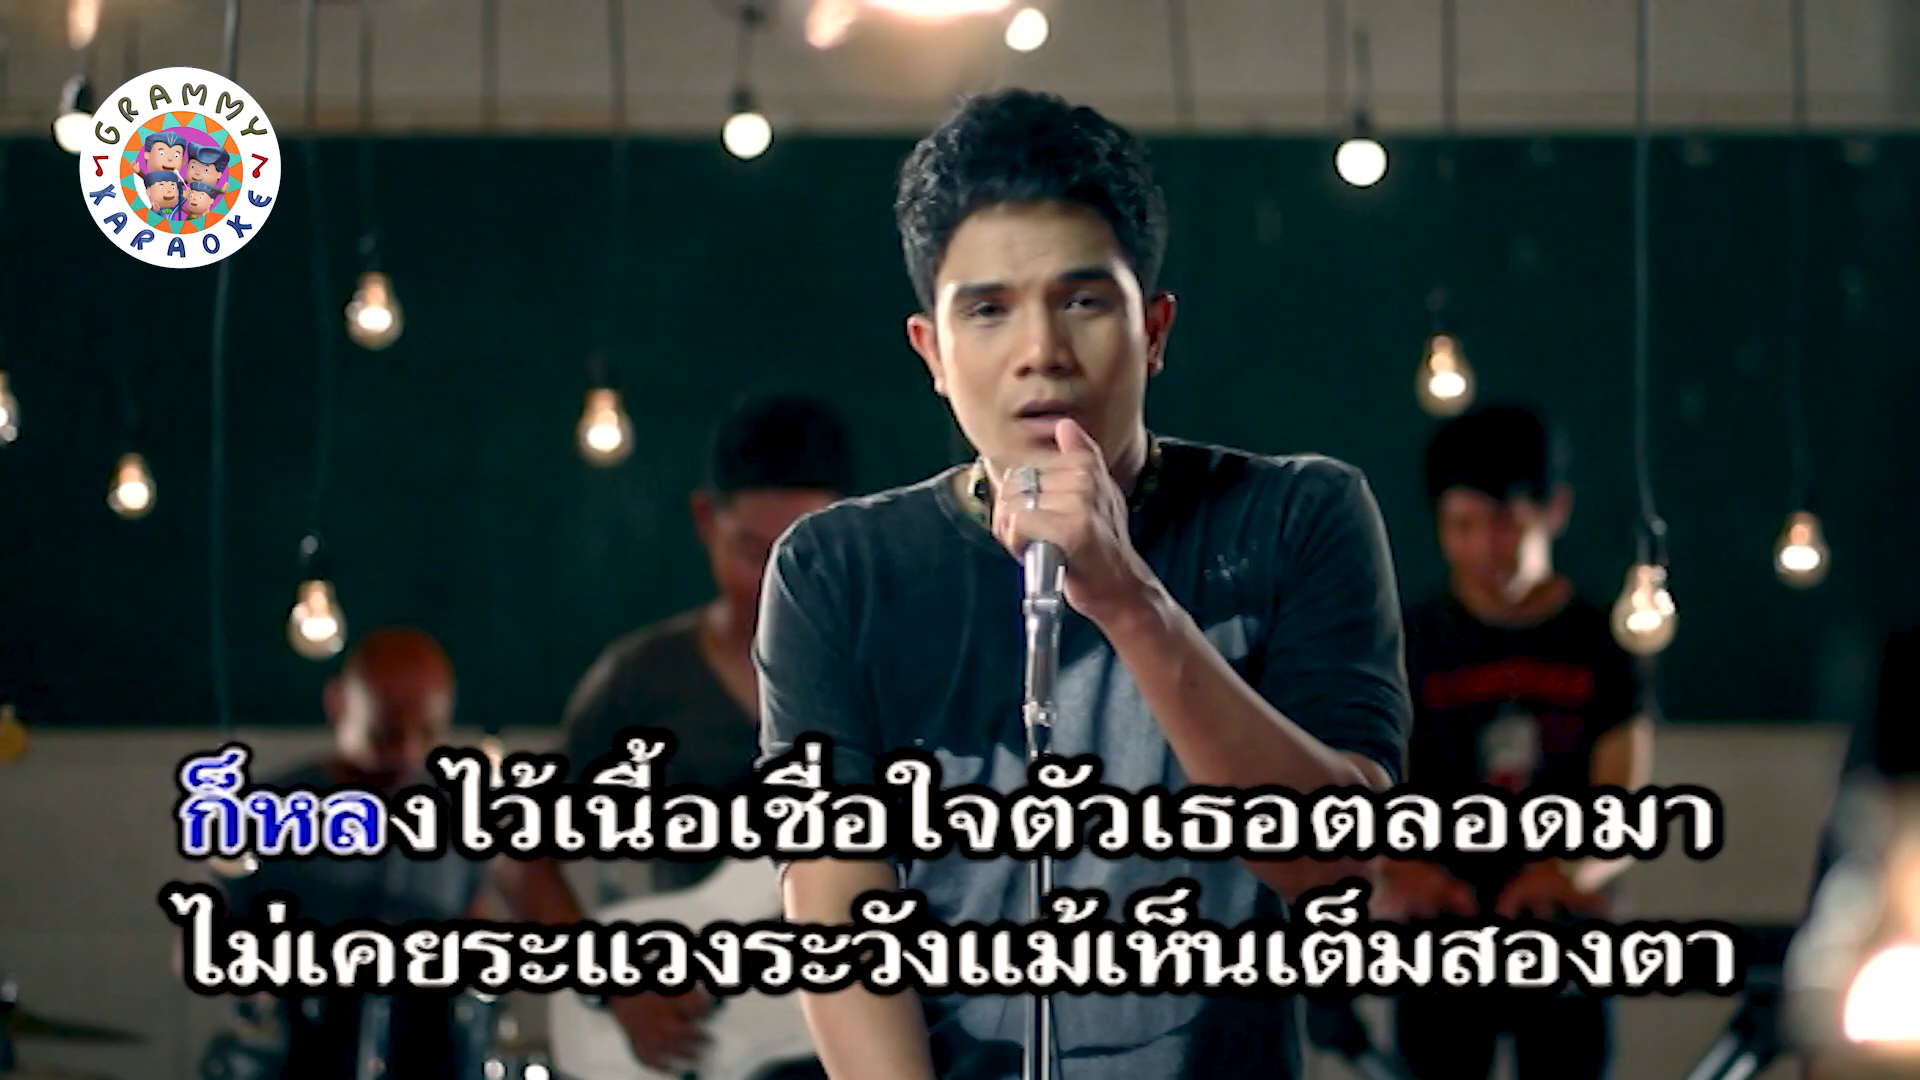 GRAMMY
KARAOKE
ก็หลงไว้เนื้อเชื่อใจตัวเธอตลอดมา
ไม่เคยระแวงระวังแม้เห็นเต็มสองตา